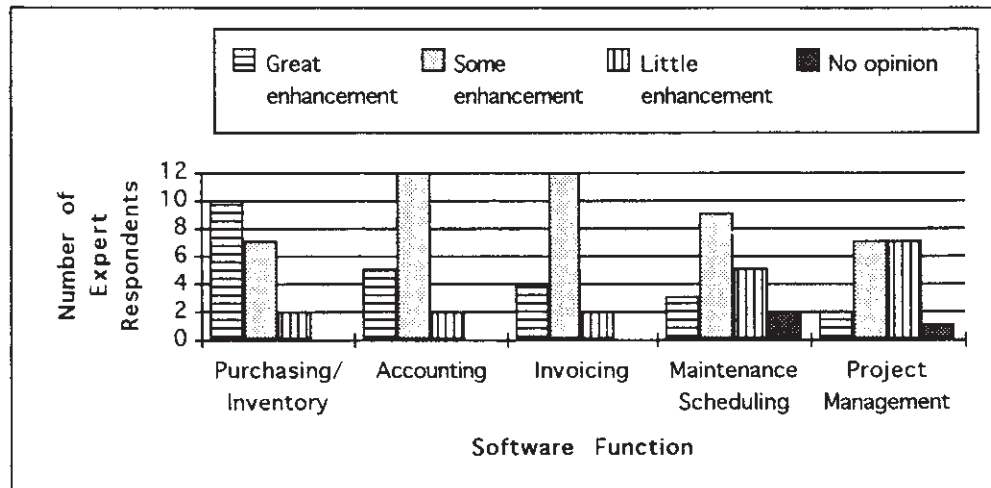 Great enhancement
Some enhancement
Little enhancement
No opinion
Number of Expert Respondents
12
10
8
6
4
2
0
Purchasing/ Inventory
Accounting
Invoicing
Maintenance Scheduling
Project Management
Software Function